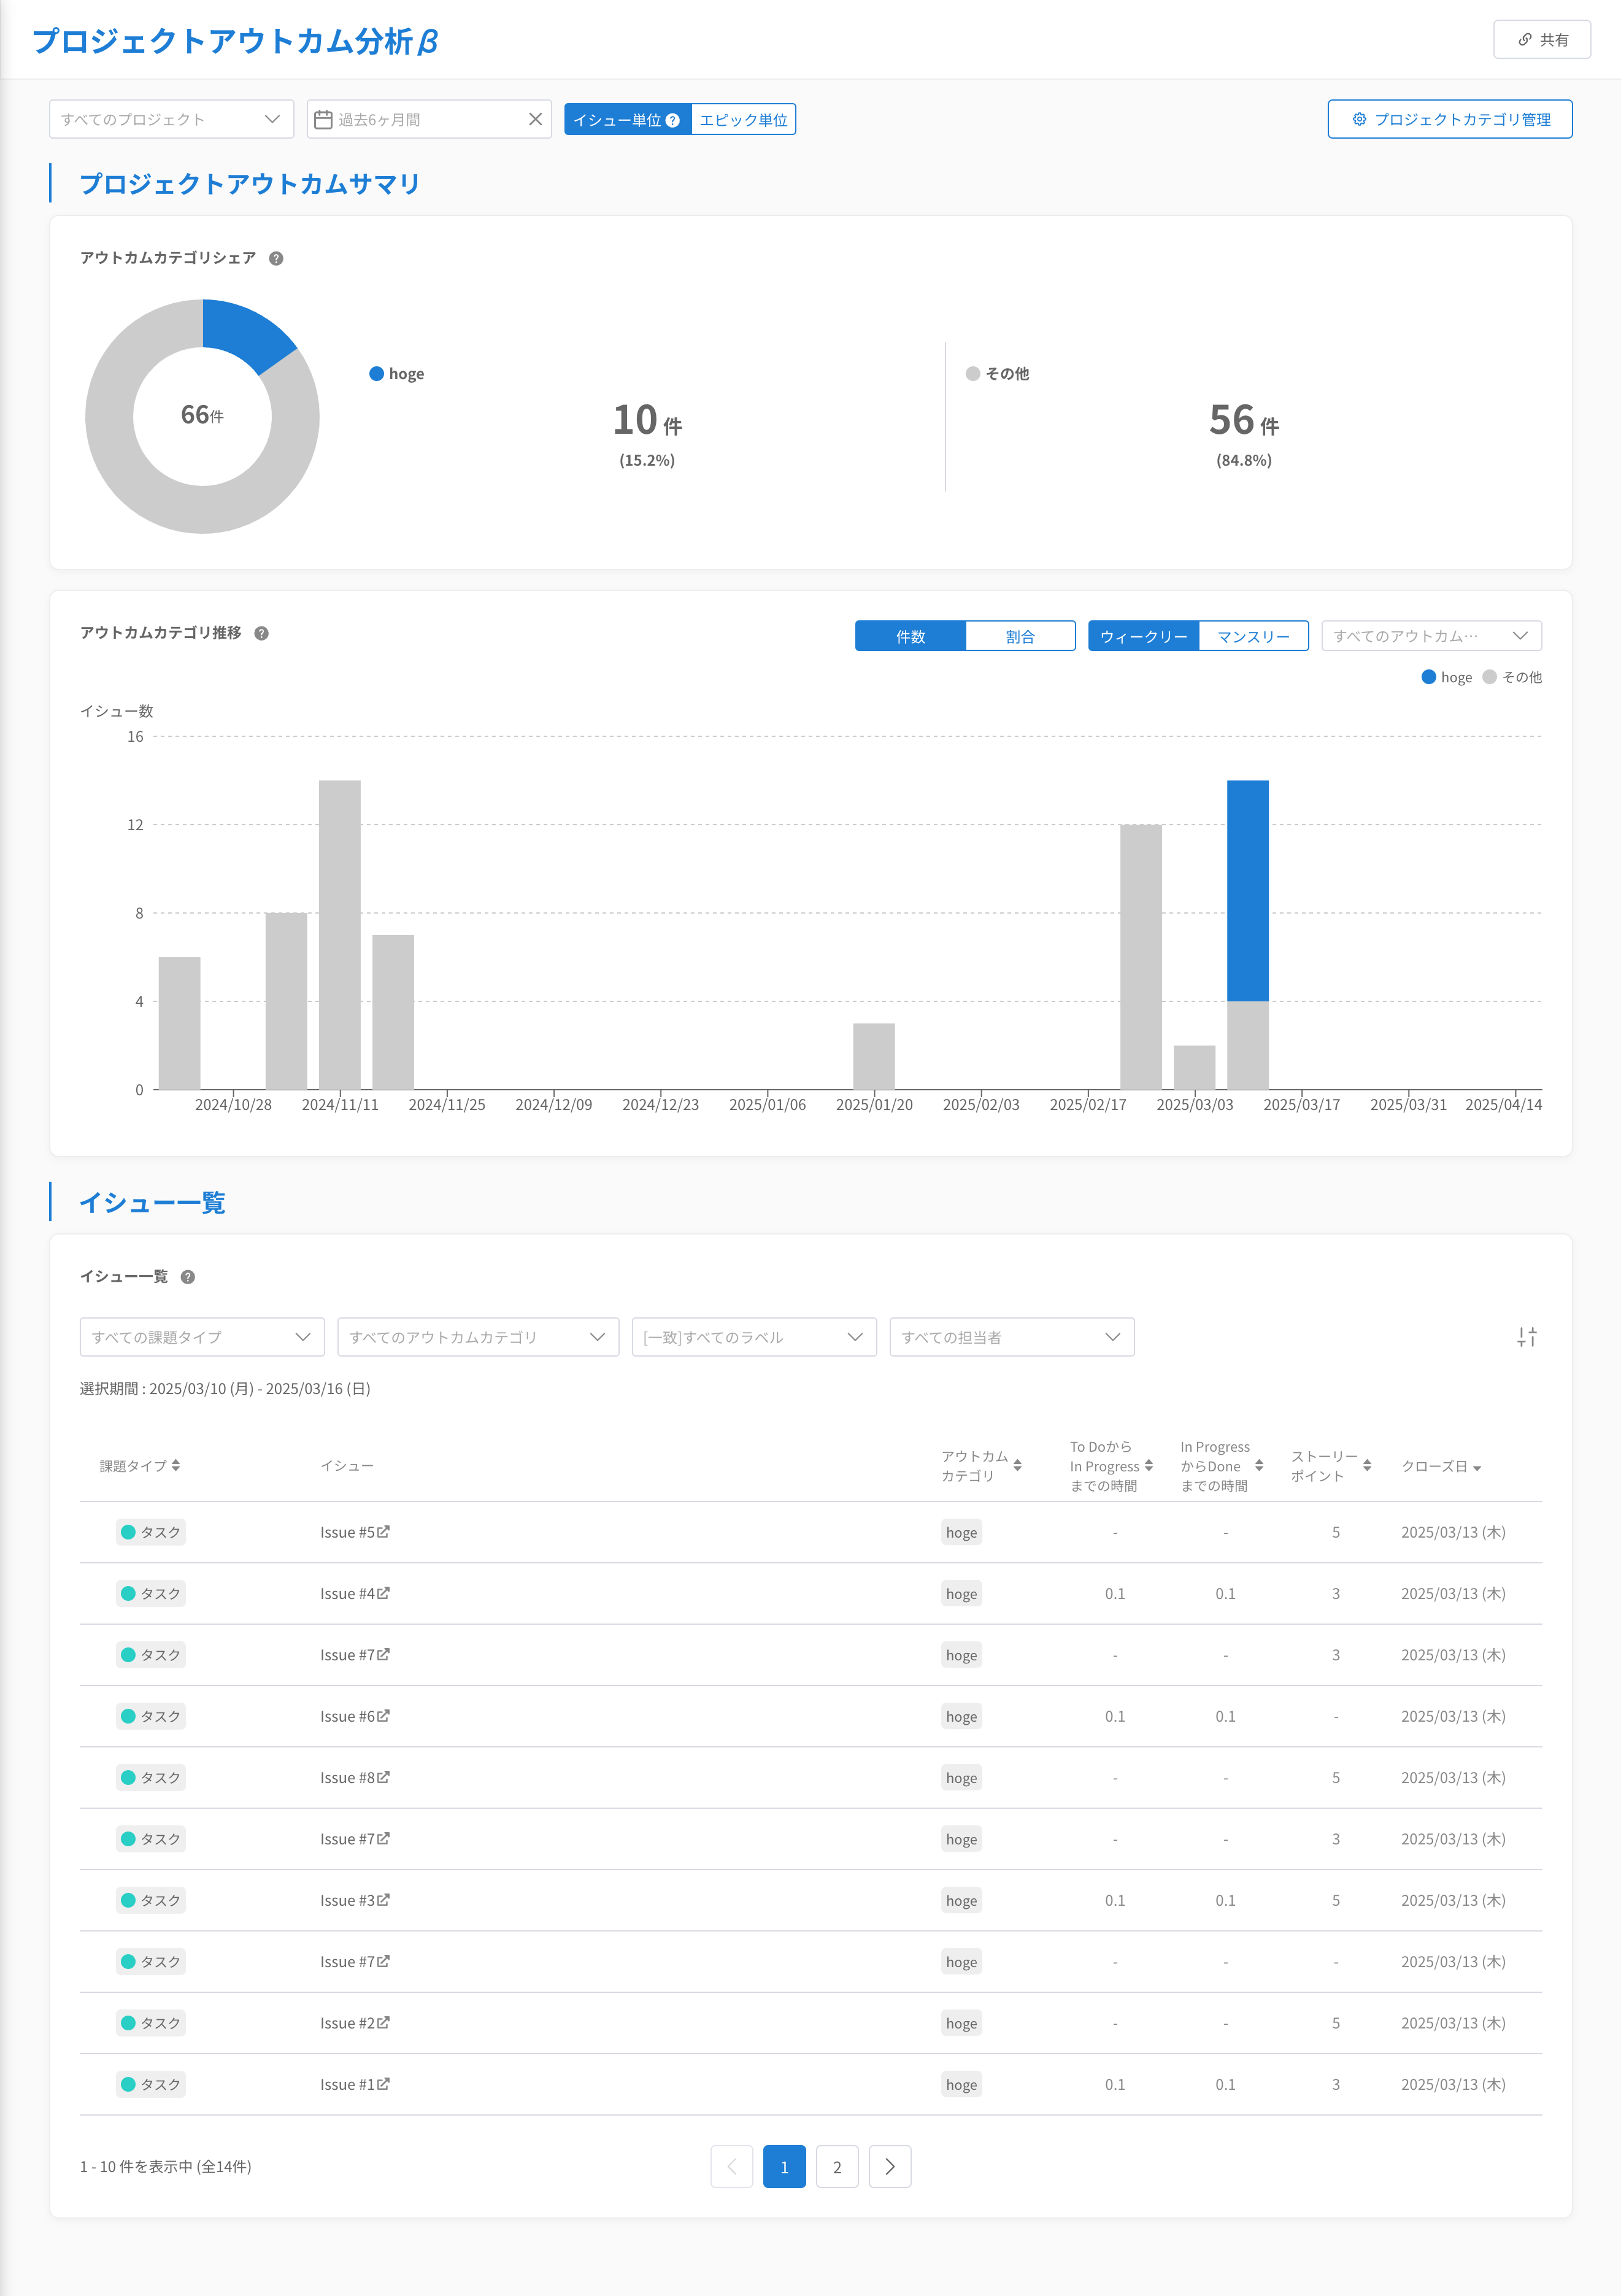 プロジェクトアウトカム分析β
共有
すべてのプロジェクト
過去6ヶ月間
イシュー単位 ?
エピック単位
プロジェクトカテゴリ管理
プロジェクトアウトカムサマリ
アウトカムカテゴリシェア ?
66件
hoge
10 件
(15.2%)
その他
56 件
(84.8%)
アウトカムカテゴリ推移 ?
件数
割合
ウィークリー
マンスリー
すべてのアウトカム…
hoge その他
イシュー数
16
12
8
4
0
2024/10/28 2024/11/11 2024/11/25 2024/12/09 2024/12/23 2025/01/06 2025/01/20 2025/02/03 2025/02/17 2025/03/03 2025/03/17 2025/03/31 2025/04/14
イシュー一覧
イシュー一覧 ?
すべての課題タイプ
すべてのアウトカムカテゴリ
[一致]すべてのラベル
すべての担当者
選択期間 : 2025/03/10 (月) - 2025/03/16 (日)
課題タイプ
イシュー
アウトカム
カテゴリ
To Doから
In Progress
までの時間
In Progress
からDone
までの時間
ストーリー
ポイント
クローズ日
タスク Issue #5 hoge - - 5 2025/03/13 (木)
タスク Issue #4 hoge 0.1 0.1 3 2025/03/13 (木)
タスク Issue #7 hoge - - 3 2025/03/13 (木)
タスク Issue #6 hoge 0.1 0.1 - 2025/03/13 (木)
タスク Issue #8 hoge - - 5 2025/03/13 (木)
タスク Issue #7 hoge - - 3 2025/03/13 (木)
タスク Issue #3 hoge 0.1 0.1 5 2025/03/13 (木)
タスク Issue #7 hoge - - - 2025/03/13 (木)
タスク Issue #2 hoge - - 5 2025/03/13 (木)
タスク Issue #1 hoge 0.1 0.1 3 2025/03/13 (木)
1 - 10 件を表示中 (全14件)
1
2